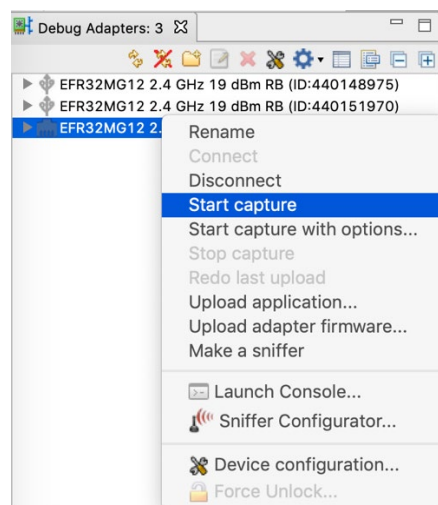 Debug Adapters: 3
EFR32MG12 2.4 GHz 19 dBm RB (ID:440148975)
EFR32MG12 2.4 GHz 19 dBm RB (ID:440151970)
EFR32MG12 2.
Rename
Connect
Disconnect
Start capture
Start capture with options...
Stop capture
Redo last upload
Upload application...
Upload adapter firmware...
Make a sniffer
Launch Console...
Sniffer Configurator...
Device configuration...
Force Unlock...